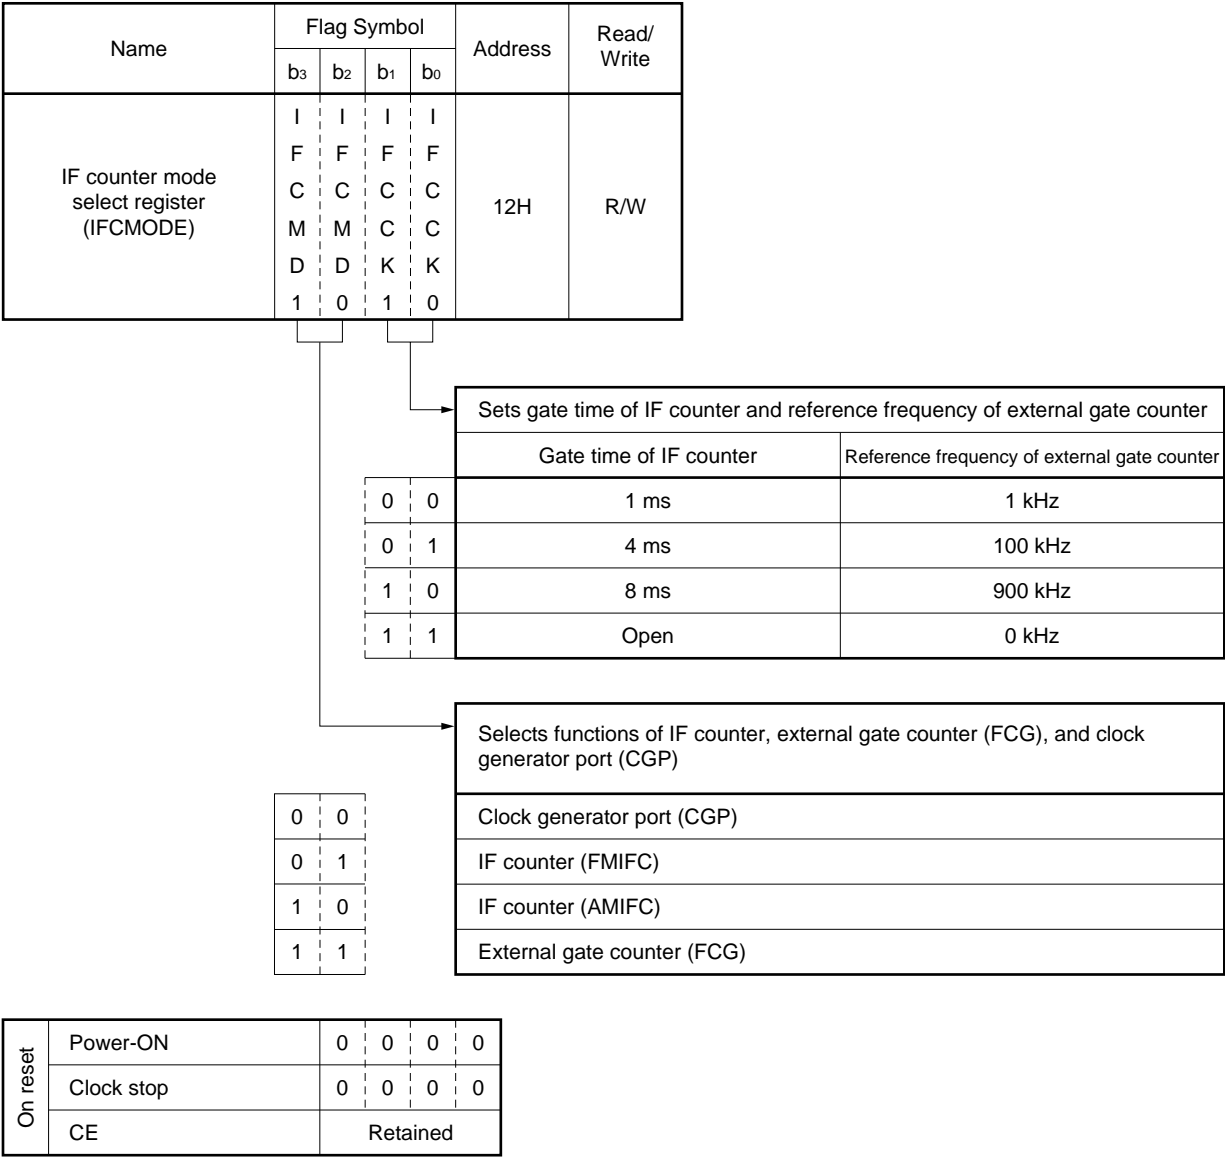 Name Flag Symbol Address Read/
Write
b3 b2 b1 b0
IF counter mode
select register
(IFCMODE)
I I I I
F F F F
C C C C
M M C C
D D K K
1 0 1 0
12H R/W
Sets gate time of IF counter and reference frequency of external gate counter
Gate time of IF counter Reference frequency of external gate counter
0 0 1 ms 1 kHz
0 1 4 ms 100 kHz
1 0 8 ms 900 kHz
1 1 Open 0 kHz
Selects functions of IF counter, external gate counter (FCG), and clock
generator port (CGP)
0 0 Clock generator port (CGP)
0 1 IF counter (FMIFC)
1 0 IF counter (AMIFC)
1 1 External gate counter (FCG)
On reset
Power-ON 0 0 0 0
Clock stop 0 0 0 0
CE Retained